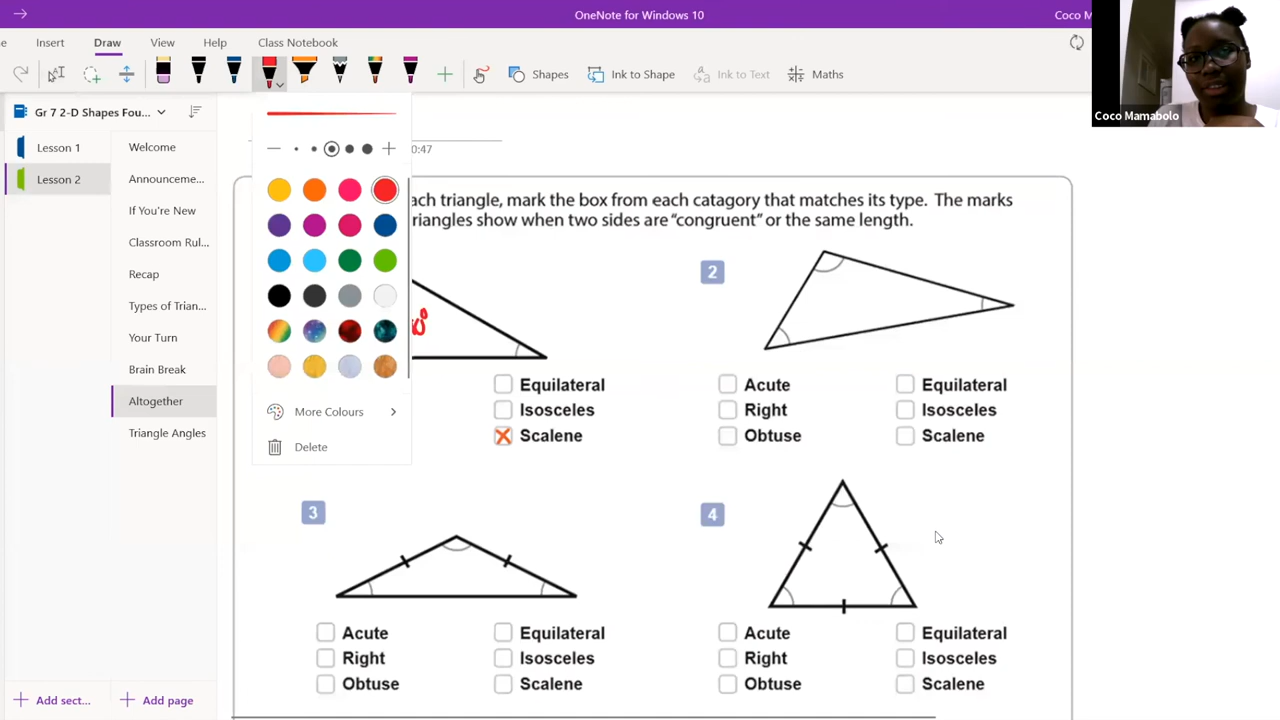 OneNote for Windows 10
Coco M
Insert Draw View Help Class Notebook
Shapes Ink to Shape Ink to Text Maths
Gr 7 2-D Shapes Fou...
Lesson 1
Lesson 2
Welcome
Announceme...
If You're New
Classroom Rul...
Recap
Types of Trian...
Your Turn
Brain Break
Altogether
Triangle Angles
Add sect...
Add page
More Colours
Delete
0:47
ach triangle, mark the box from each catagory that matches its type. The marks
riangles show when two sides are “congruent” or the same length.
Equilateral
Isosceles
Scalene
2
Acute
Right
Obtuse
Equilateral
Isosceles
Scalene
3
Acute
Right
Obtuse
Equilateral
Isosceles
Scalene
4
Acute
Right
Obtuse
Equilateral
Isosceles
Scalene
Coco Mamabolo